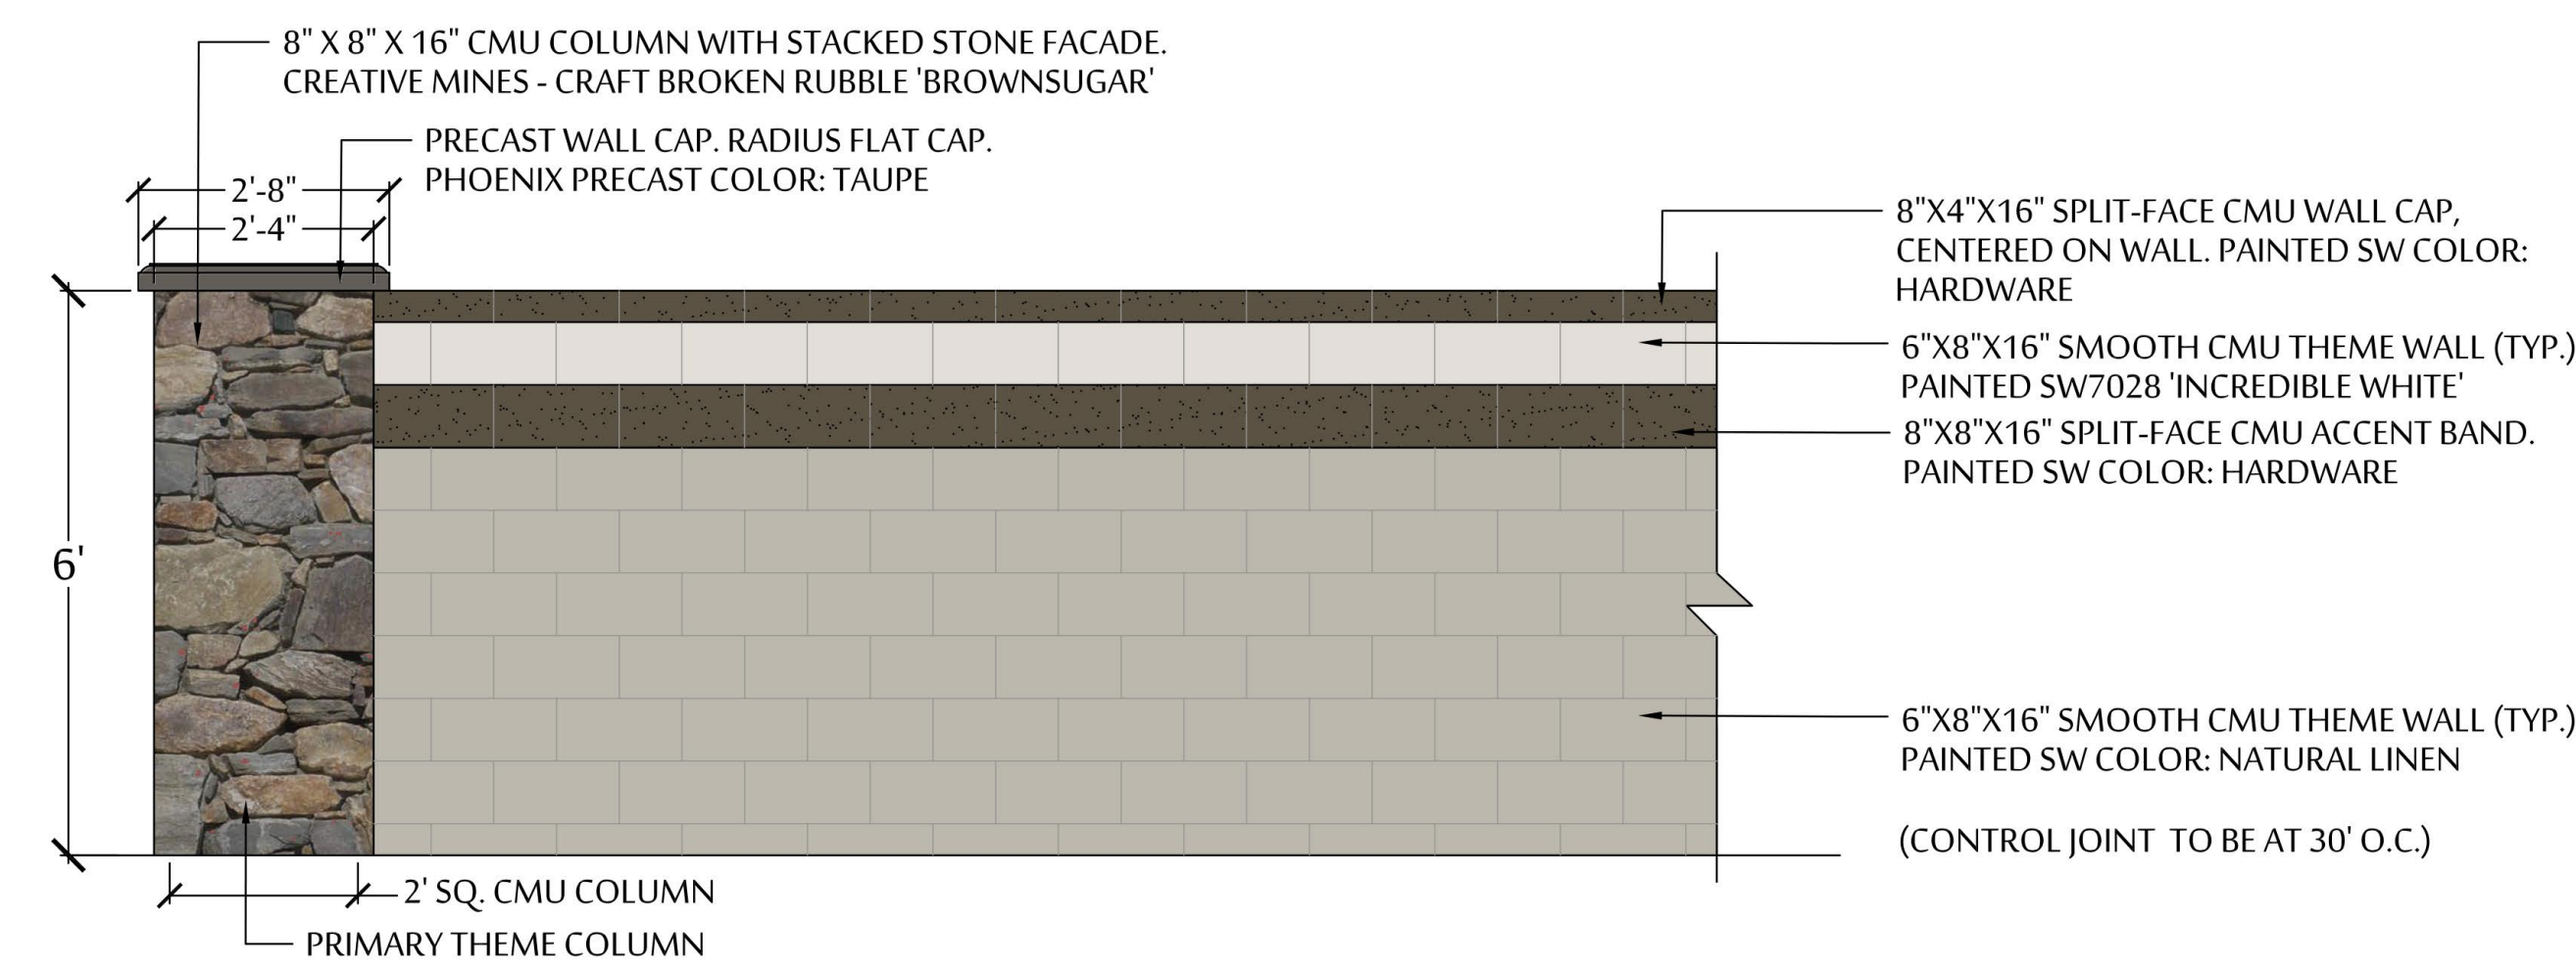 8" X 8" X 16" CMU COLUMN WITH STACKED STONE FACADE.
CREATIVE MINES - CRAFT BROKEN RUBBLE 'BROWNSUGAR'
PRECAST WALL CAP. RADIUS FLAT CAP.
PHOENIX PRECAST COLOR: TAUPE
2'-8"
2'-4"
8"X4"X16" SPLIT-FACE CMU WALL CAP,
CENTERED ON WALL. PAINTED SW COLOR:
HARDWARE
6"X8"X16" SMOOTH CMU THEME WALL (TYP.)
PAINTED SW7028 'INCREDIBLE WHITE'
8"X8"X16" SPLIT-FACE CMU ACCENT BAND.
PAINTED SW COLOR: HARDWARE
6'
6"X8"X16" SMOOTH CMU THEME WALL (TYP.)
PAINTED SW COLOR: NATURAL LINEN
(CONTROL JOINT  TO BE AT 30' O.C.)
2' SQ. CMU COLUMN
PRIMARY THEME COLUMN